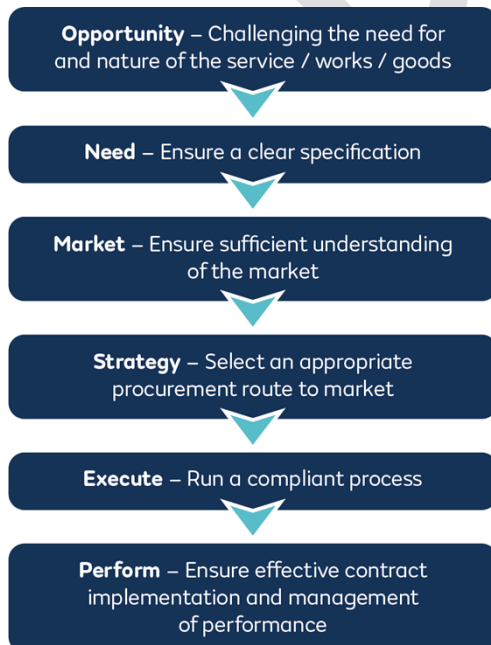 Opportunity – Challenging the need for
and nature of the service / works / goods
Need – Ensure a clear specification
Market – Ensure sufficient understanding
of the market
Strategy – Select an appropriate
procurement route to market
Execute – Run a compliant process
Perform – Ensure effective contract
implementation and management
of performance